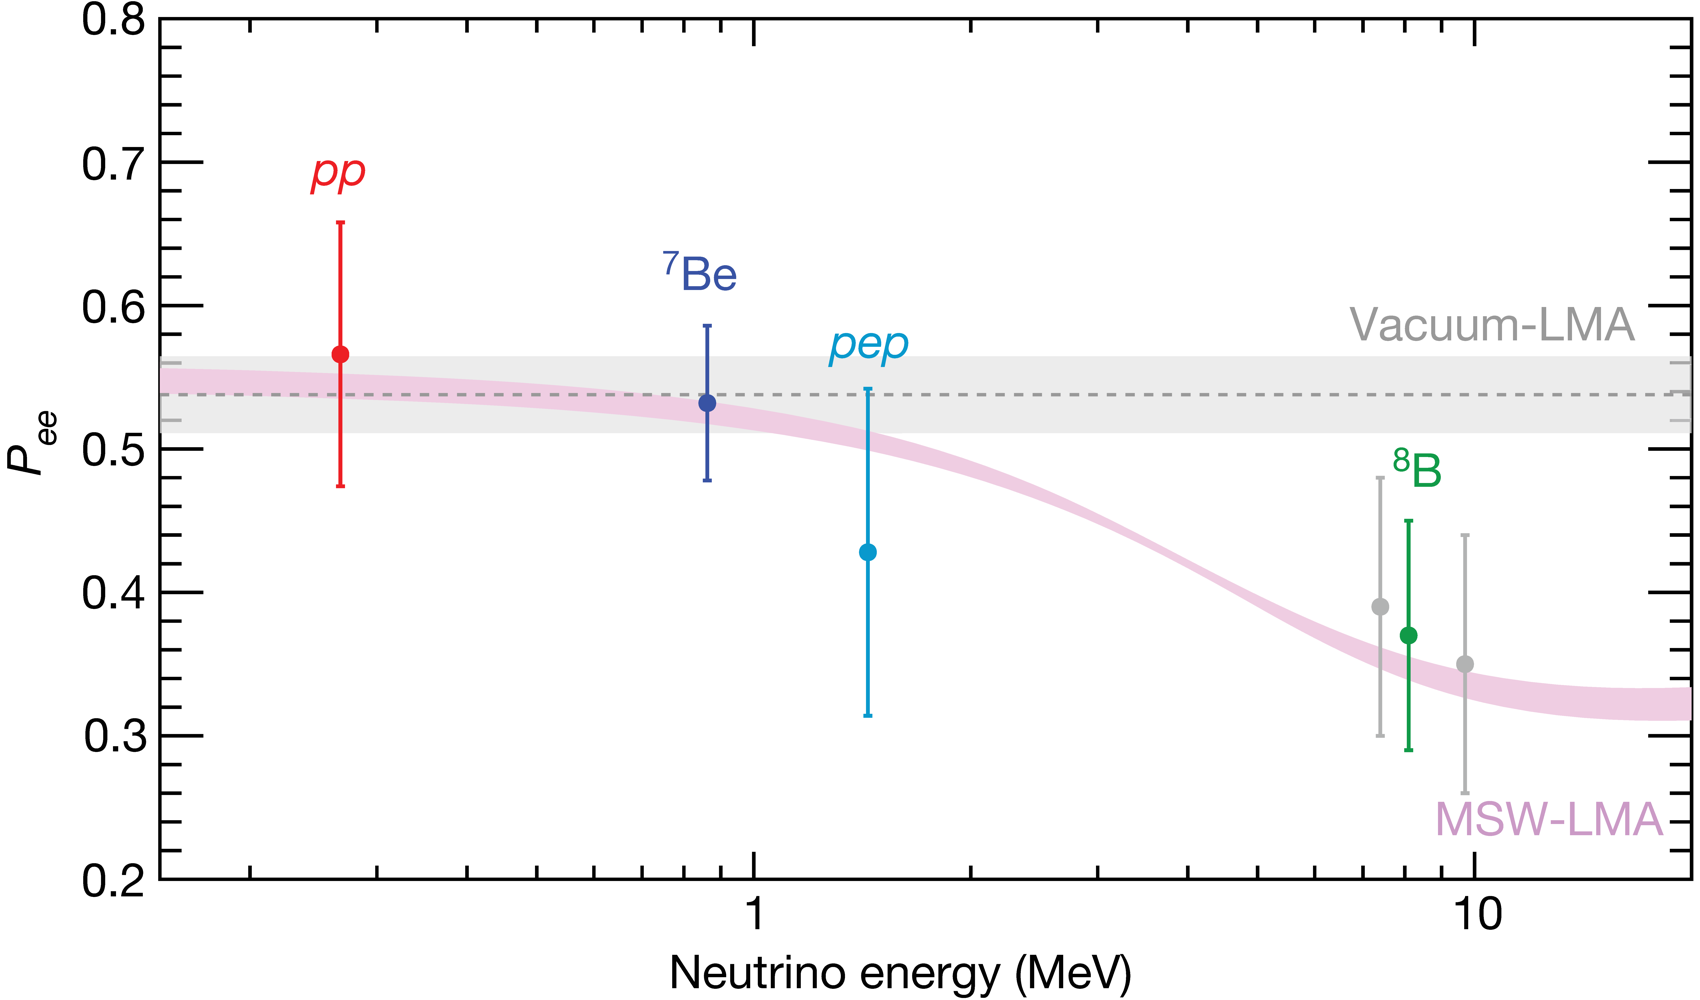 0.8
0.7
0.6
0.5
0.4
0.3
0.2
P ee
pp
7Be
pep
Vacuum-LMA
8B
MSW-LMA
1
10
Neutrino energy (MeV)